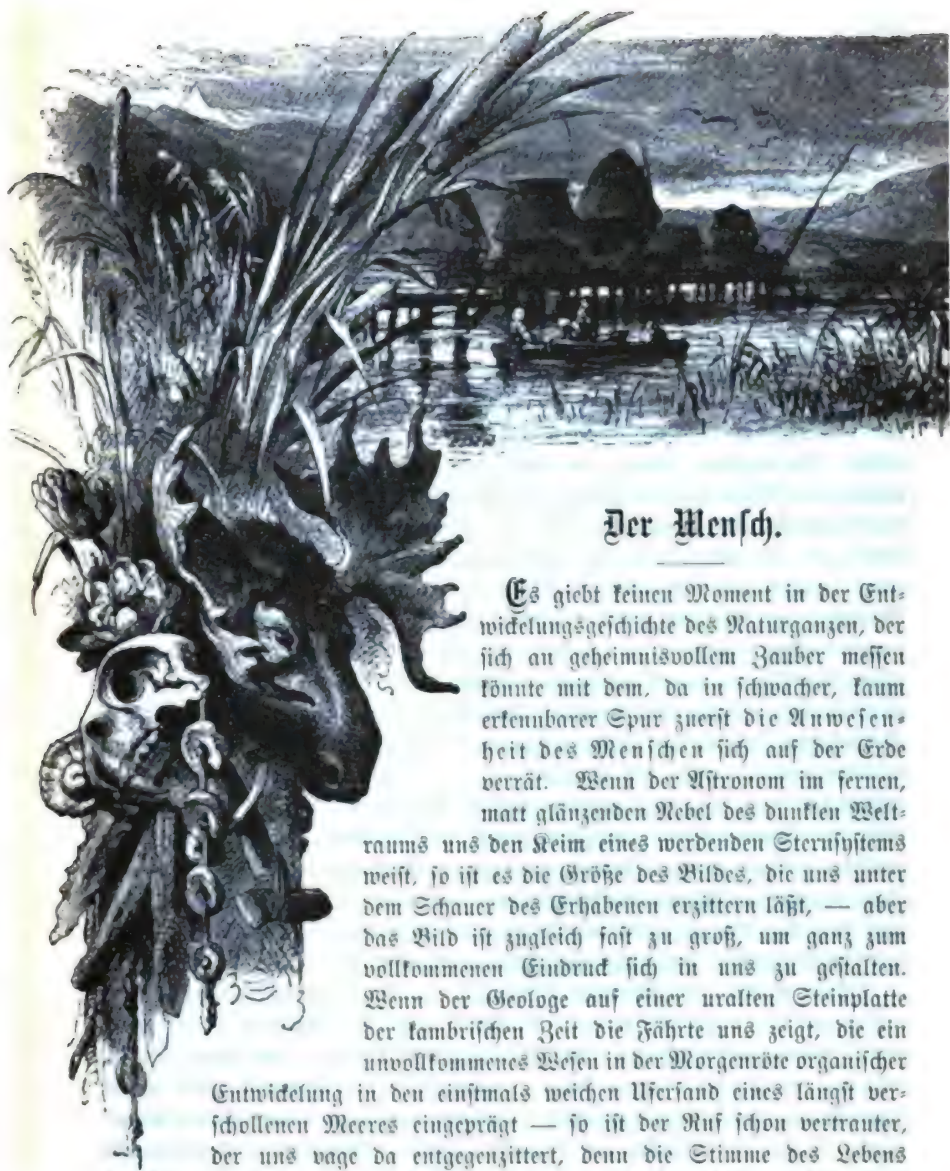 Der Mensch.
Es giebt keinen Moment in der Ent-
wickelungsgeschichte des Naturganzen, der
sich an geheimnisvollem Zauber messen
könnte mit dem, da in schwacher, kaum
erkennbarer Spur zuerst die Anwesen-
heit des Menschen sich auf der Erde
verrät. Wenn der Astronom im fernen,
matt glänzenden Nebel des dunklen Welt-
raums uns den Keim eines werdenden Sternsystems
weist, so ist es die Größe des Bildes, die uns unter
dem Schauer des Erhabenen erzittern läßt, — aber
das Bild ist zugleich fast zu groß, um ganz zum
vollkommenen Eindruck sich in uns zu gestalten.
Wenn der Geologe auf einer uralten Steinplatte
der kambrischen Zeit die Fährte uns zeigt, die ein
unvollkommenes Wesen in der Morgenröte organischer
Entwickelung in den einstmals weichen Ufersand eines längst ver-
schollenen Meeres eingeprägt — so ist der Ruf schon vertrauter,
der uns vage da entgegenzittert, denn die Stimme des Lebens